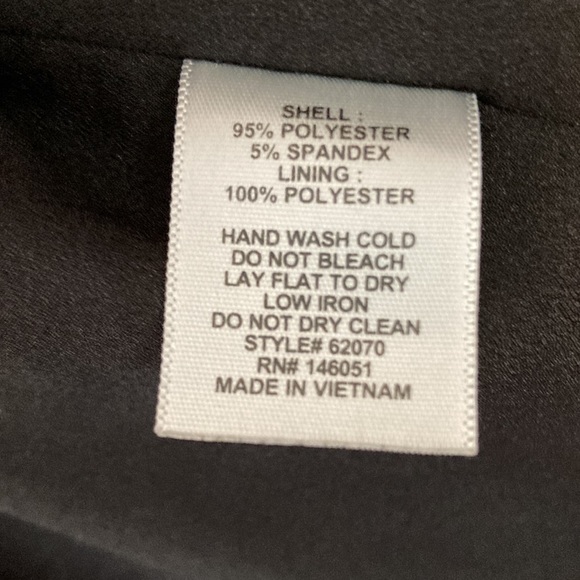 SHELL :
95% POLYESTER
5% SPANDEX
LINING :
100% POLYESTER
HAND WASH COLD
DO NOT BLEACH
LAY FLAT TO DRY
LOW IRON
DO NOT DRY CLEAN
STYLE# 62070
RN# 146051
MADE IN VIETNAM